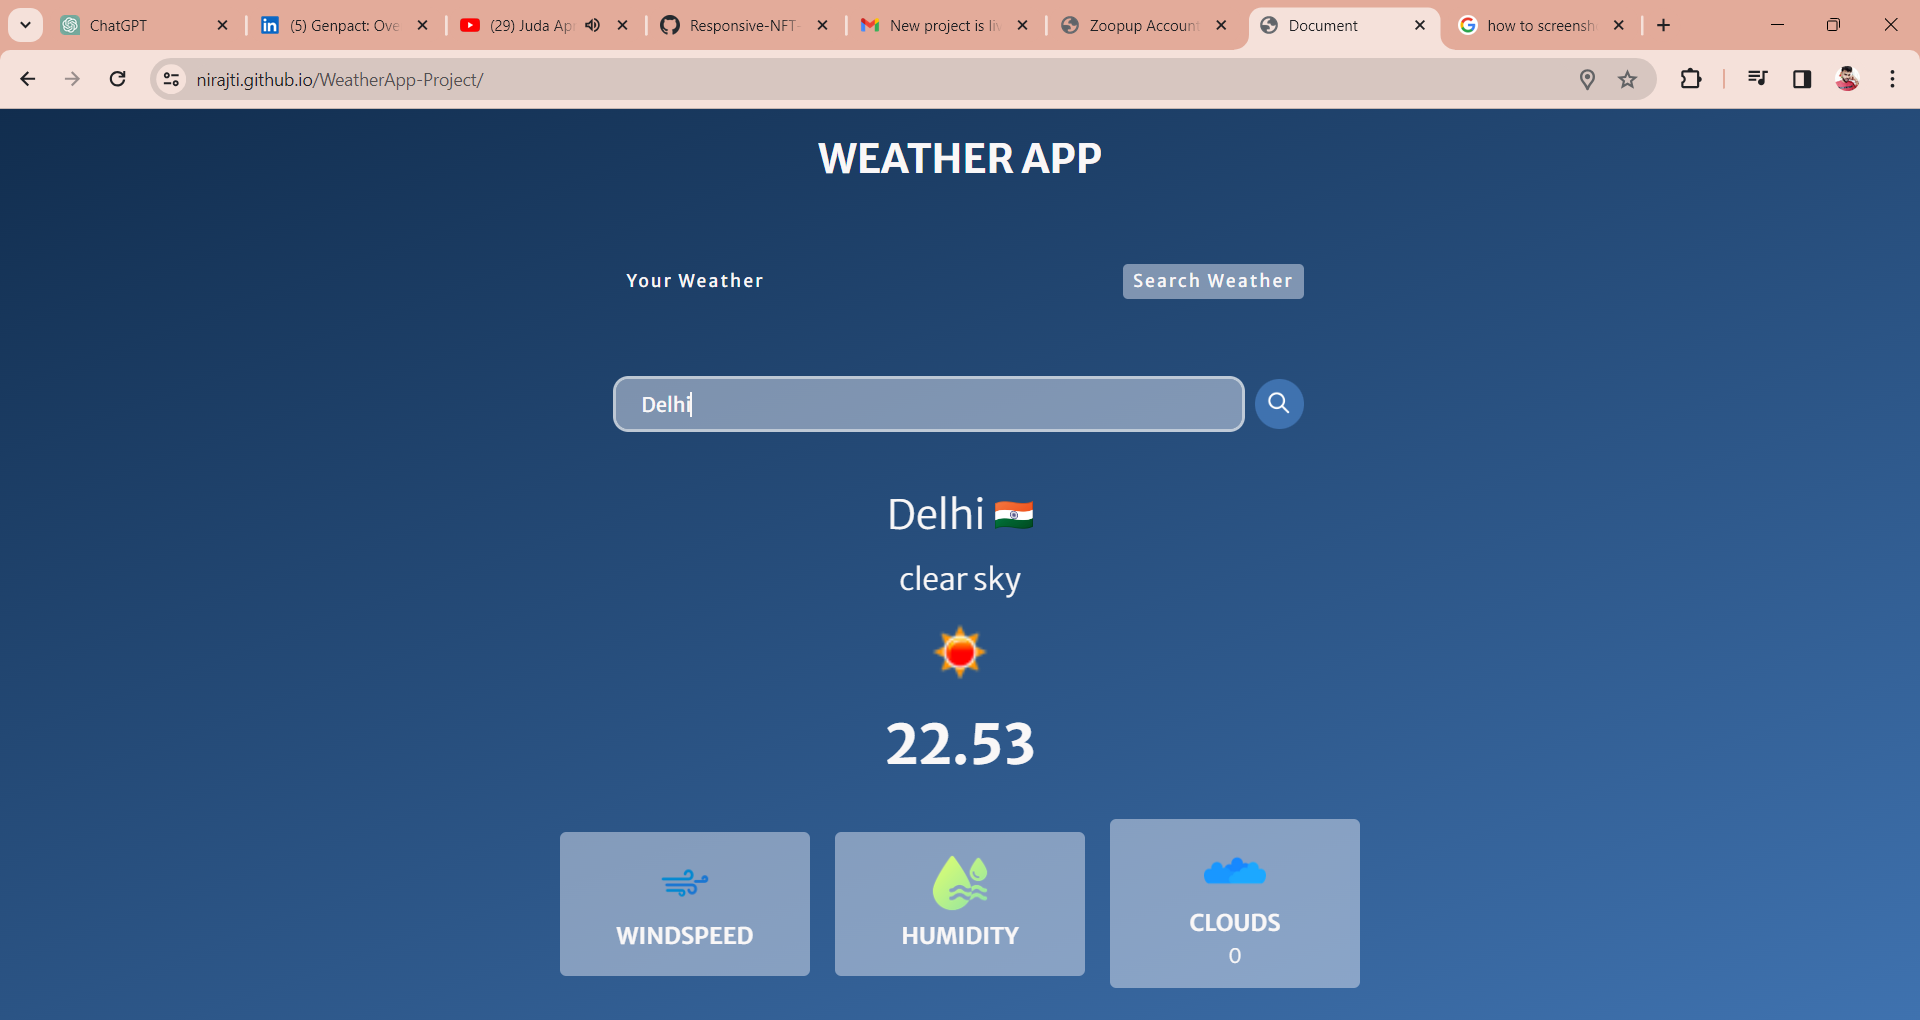 ChatGPT
(5) Genpact: Ove
(29) Juda Ap
Responsive-NFT-
New project is liv
Zoopup Account
Document
how to screensh
nirajti.github.io/WeatherApp-Project/
WEATHER APP
Your Weather
Search Weather
Delhi
Delhi
clear sky
22.53
WINDSPEED
HUMIDITY
CLOUDS
0